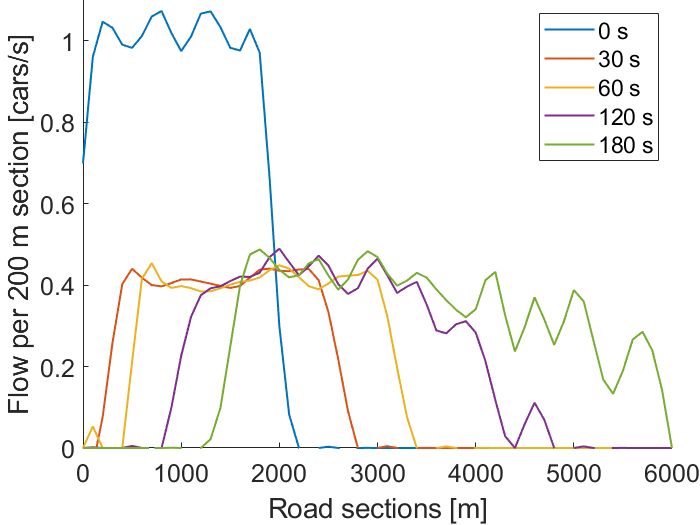 Flow per 200 m section [cars/s]
1
0.8
0.6
0.4
0.2
0
0 s
30 s
60 s
120 s
180 s
0 1000 2000 3000 4000 5000 6000
Road sections [m]